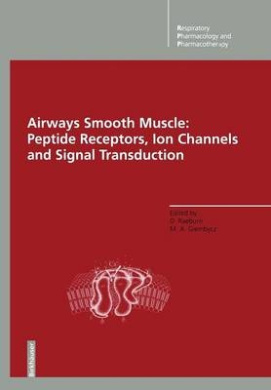 Respiratory
Pharmacology and
Pharmacotherapy
Airways Smooth Muscle:
Peptide Receptors, Ion Channels
and Signal Transduction
Edited by
D. Raeburn
M. A. Giembycz
Birkhäuser